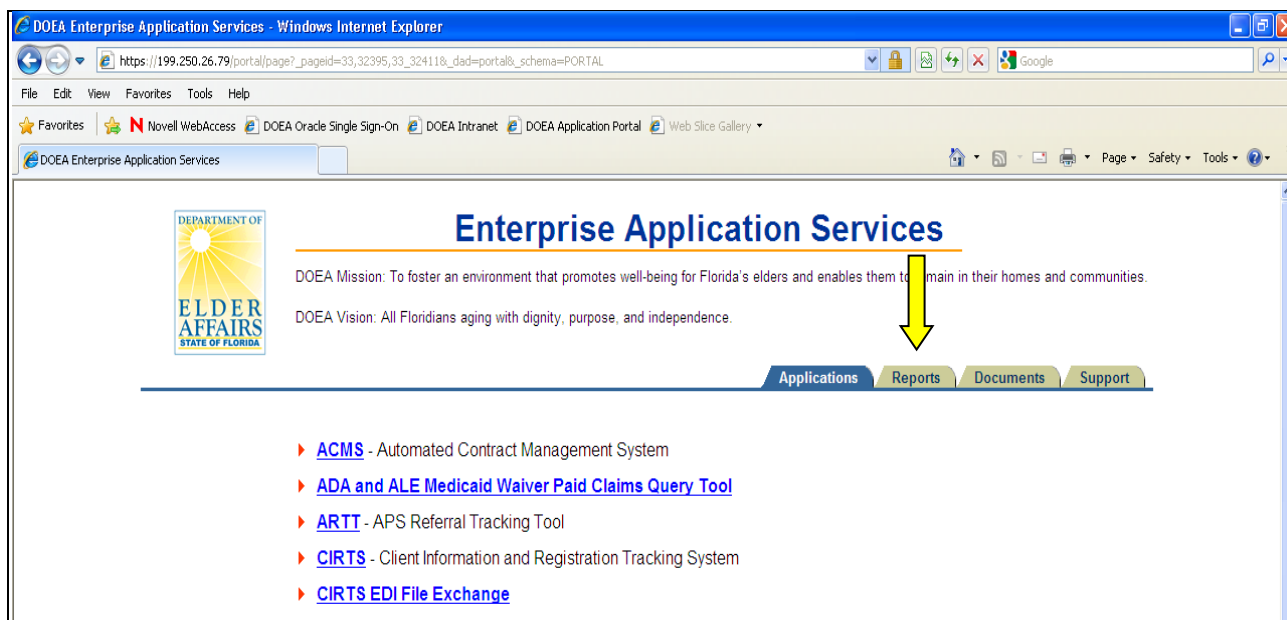 DOEA Enterprise Application Services - Windows Internet Explorer
https://199.250.26.79/portal/page?_pageid=33,32395,33_32411&_dad=portal&_schema=PORTAL
Google
File Edit View Favorites Tools Help
Favorites N Novell WebAccess DOEA Oracle Single Sign-On DOEA Intranet DOEA Application Portal Web Slice Gallery
DOEA Enterprise Application Services
Page Safety Tools
DEPARTMENT OF
ELDER
AFFAIRS
STATE OF FLORIDA
Enterprise Application Services
DOEA Mission: To foster an environment that promotes well-being for Florida's elders and enables them to main in their homes and communities.
DOEA Vision: All Floridians aging with dignity, purpose, and independence.
Applications Reports Documents Support
ACMS - Automated Contract Management System
ADA and ALE Medicaid Waiver Paid Claims Query Tool
ARTT - APS Referral Tracking Tool
CIRTS - Client Information and Registration Tracking System
CIRTS EDI File Exchange